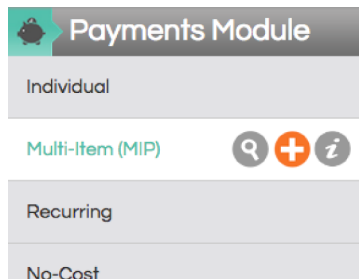 Payments Module
Individual
Multi-Item (MIP)
Recurring
No-Cost